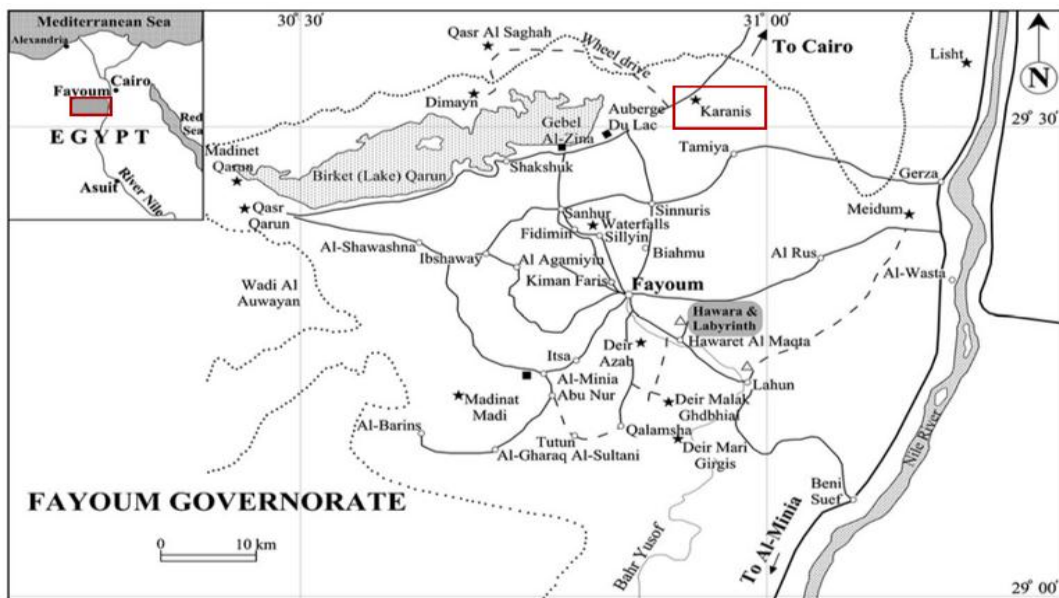 Mediterranean Sea
Alexandria
Cairo
Fayoum
EGYPT
Red
Sea
Asuit
River Nile
30° 30'
31° 00'
29° 30'
29° 00'
N
Qasr Al Saghah
Wheel drive
To Cairo
Lisht
Dimayn
Karanis
Auberge
Du Lac
Gebel
Al-Zina
Tamiya
Madinet
Qarun
Birket (Lake) Qarun
Shakshuk
Gerza
Qasr
Qarun
Sanhur
Sinnuris
Meidum
Waterfalls
Fidimin
Sillyin
Al-Shawashna
Ibshaway
Biahmu
Al Rus
Al Agamiyin
Al-Wasta
Wadi Al
Auwayan
Kiman Faris
Fayoum
Hawara &
Labyrinth
Hawaret Al Maqta
Deir
Azab
Itsa
Al-Minia
Lahun
Abu Nur
Madinat
Madi
Deir Malak
Ghdbhial
Al-Barins
Qalamsha
Tutun
Deir Mari
Girgis
Al-Gharaq Al-Sultani
Nile River
Beni
Suef
FAYOUM GOVERNORATE
0 10 km
Bahr Yusof
To Al-Minia